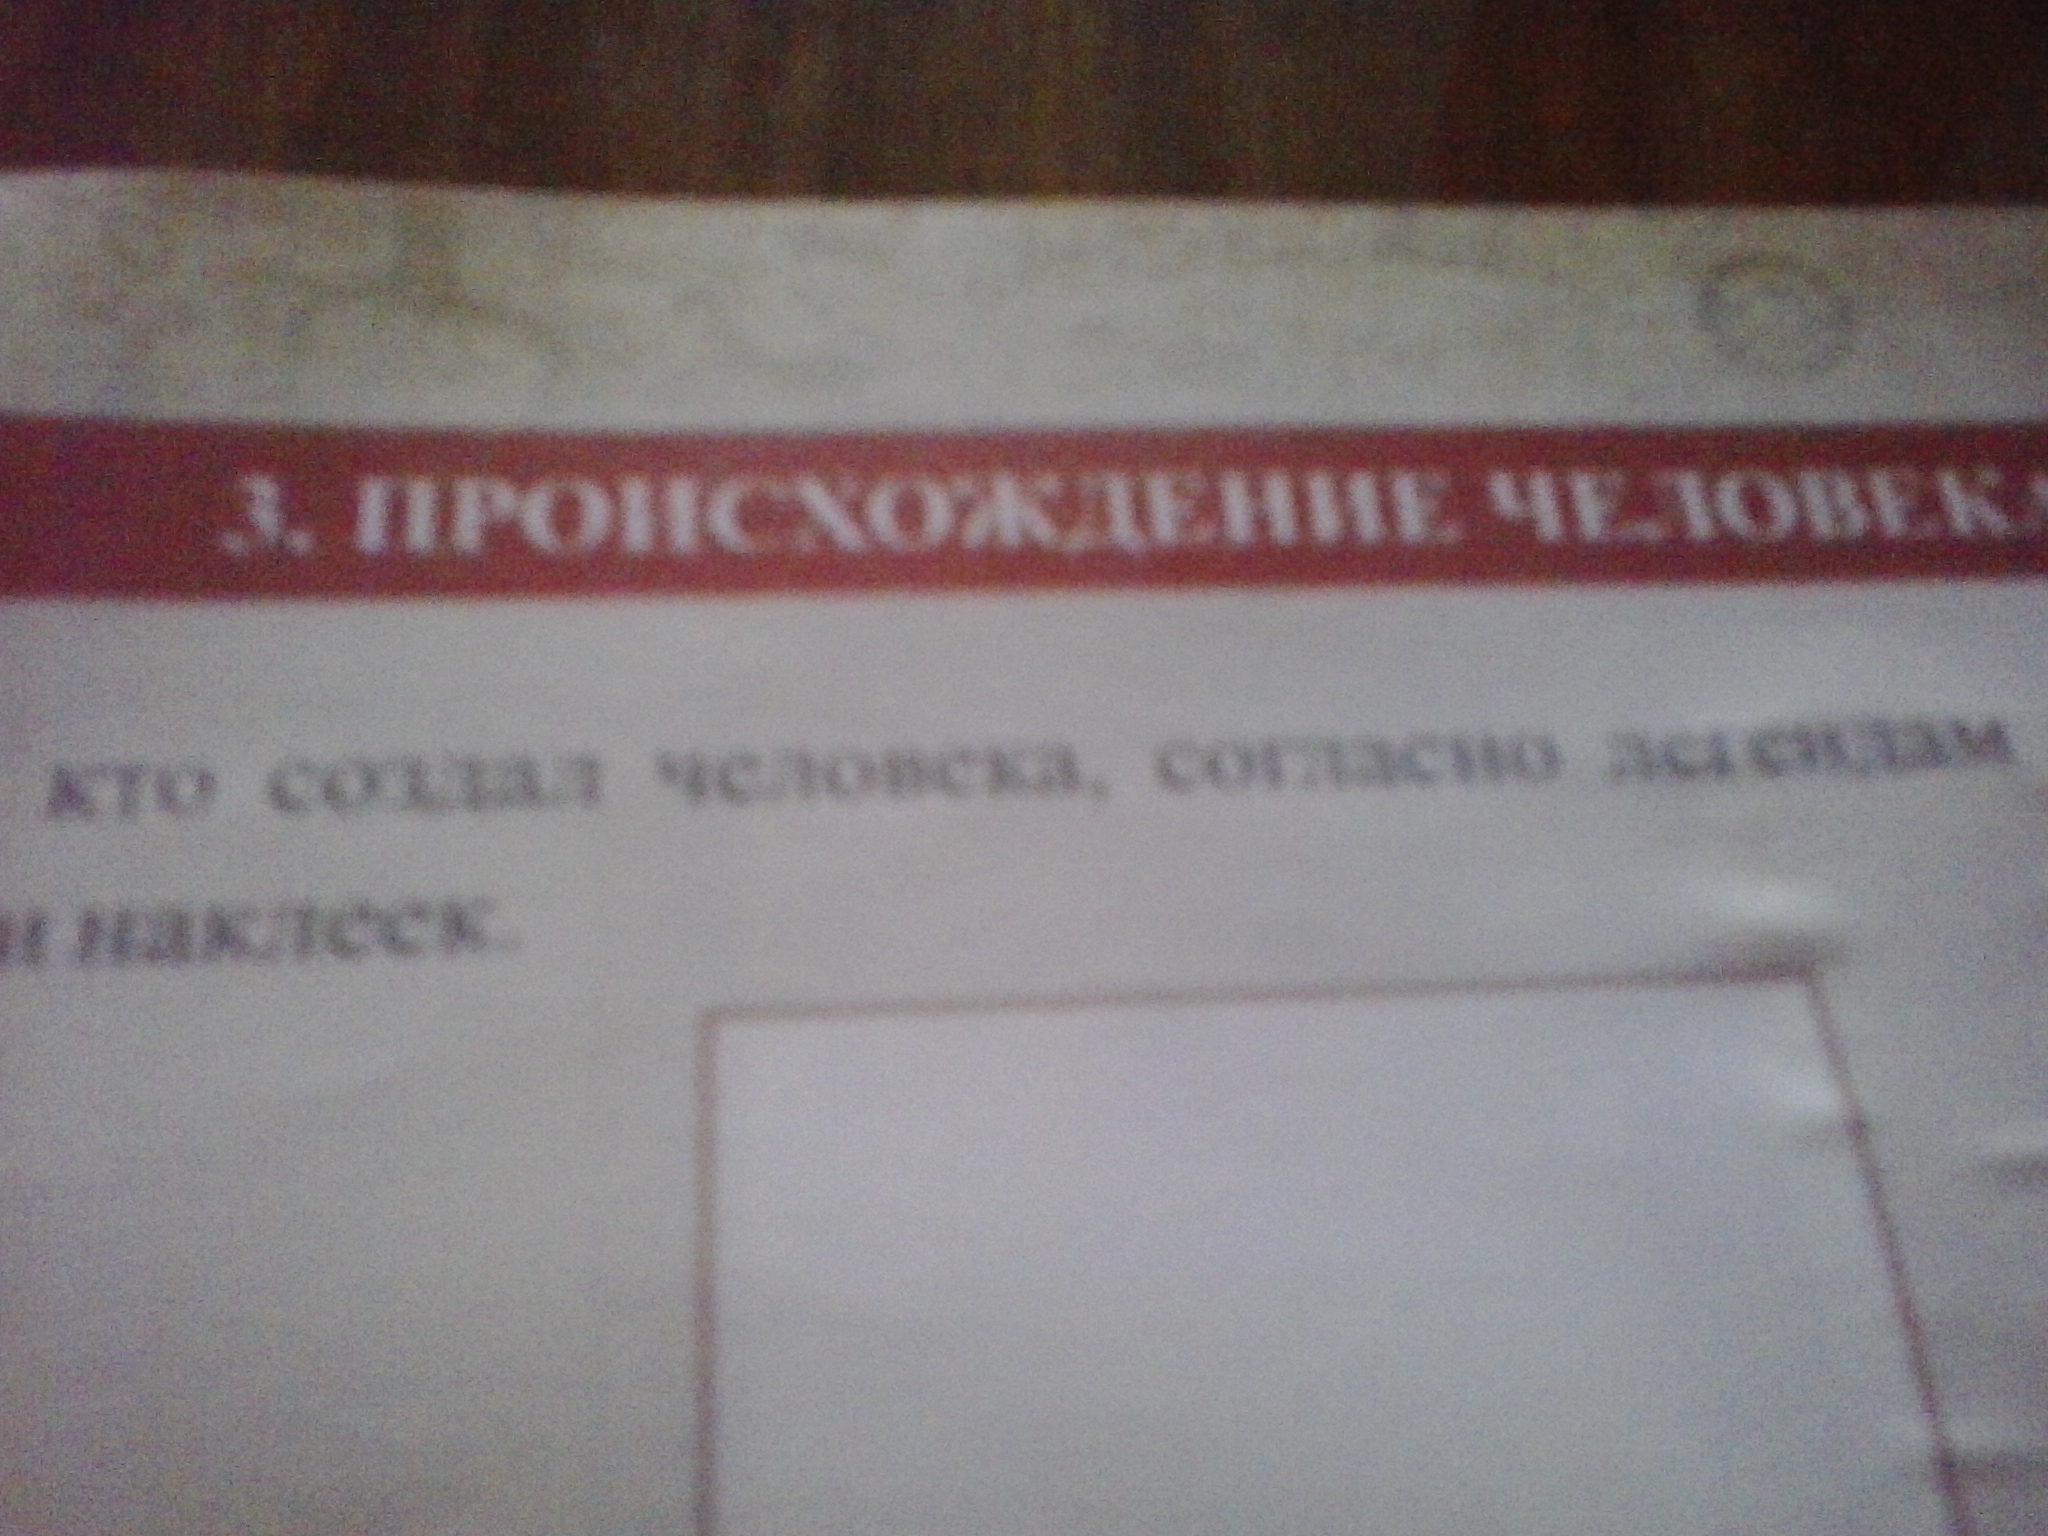 3. ПРОИСХОЖДЕНИЕ ЧЕЛОВЕКА
кто создал человека, согласно легендам
и наклеек.